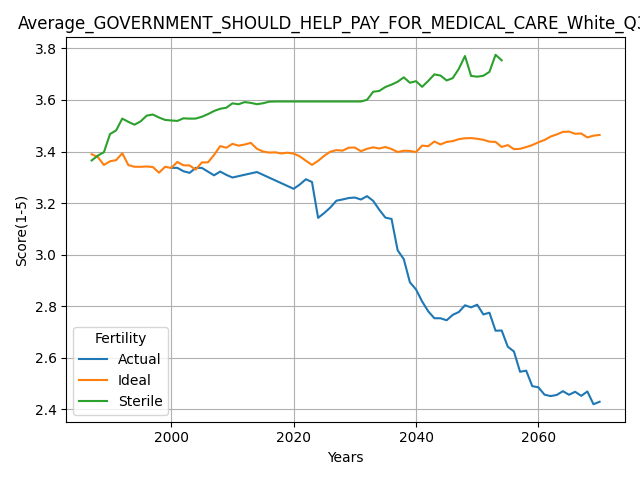 Average_GOVERNMENT_SHOULD_HELP_PAY_FOR_MEDICAL_CARE_White_Q3
3.8
3.6
3.4
3.2
3.0
2.8
2.6
2.4
Score(1-5)
Fertility
Actual
Ideal
Sterile
2000
2020
2040
2060
Years